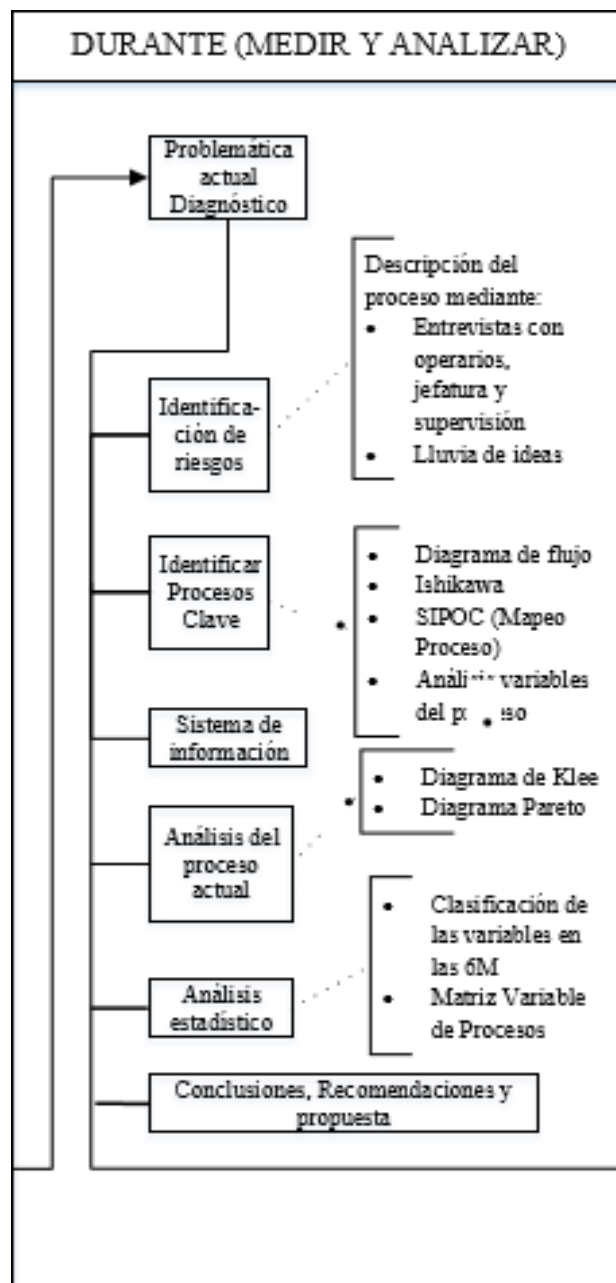 DURANTE (MEDIR Y ANALIZAR)
Problemática
actual
Diagnóstico
Descripción del
proceso mediante:
• Entrevistas con
operarios,
jefatura y
supervisión
• Lluvia de ideas
Identifica-
ción de
riesgos
Identificar
Procesos
Clave
• Diagrama de flujo
• Ishikawa
• SIPOC (Mapeo
Proceso)
• variables
del
Sistema de
información
• Diagrama de Klee
• Diagrama Pareto
Análisis del
proceso
actual
• Clasificación de
las variables en
las 6M
• Matriz Variable
de Procesos
Análisis
estadístico
Conclusiones, Recomendaciones y
propuesta